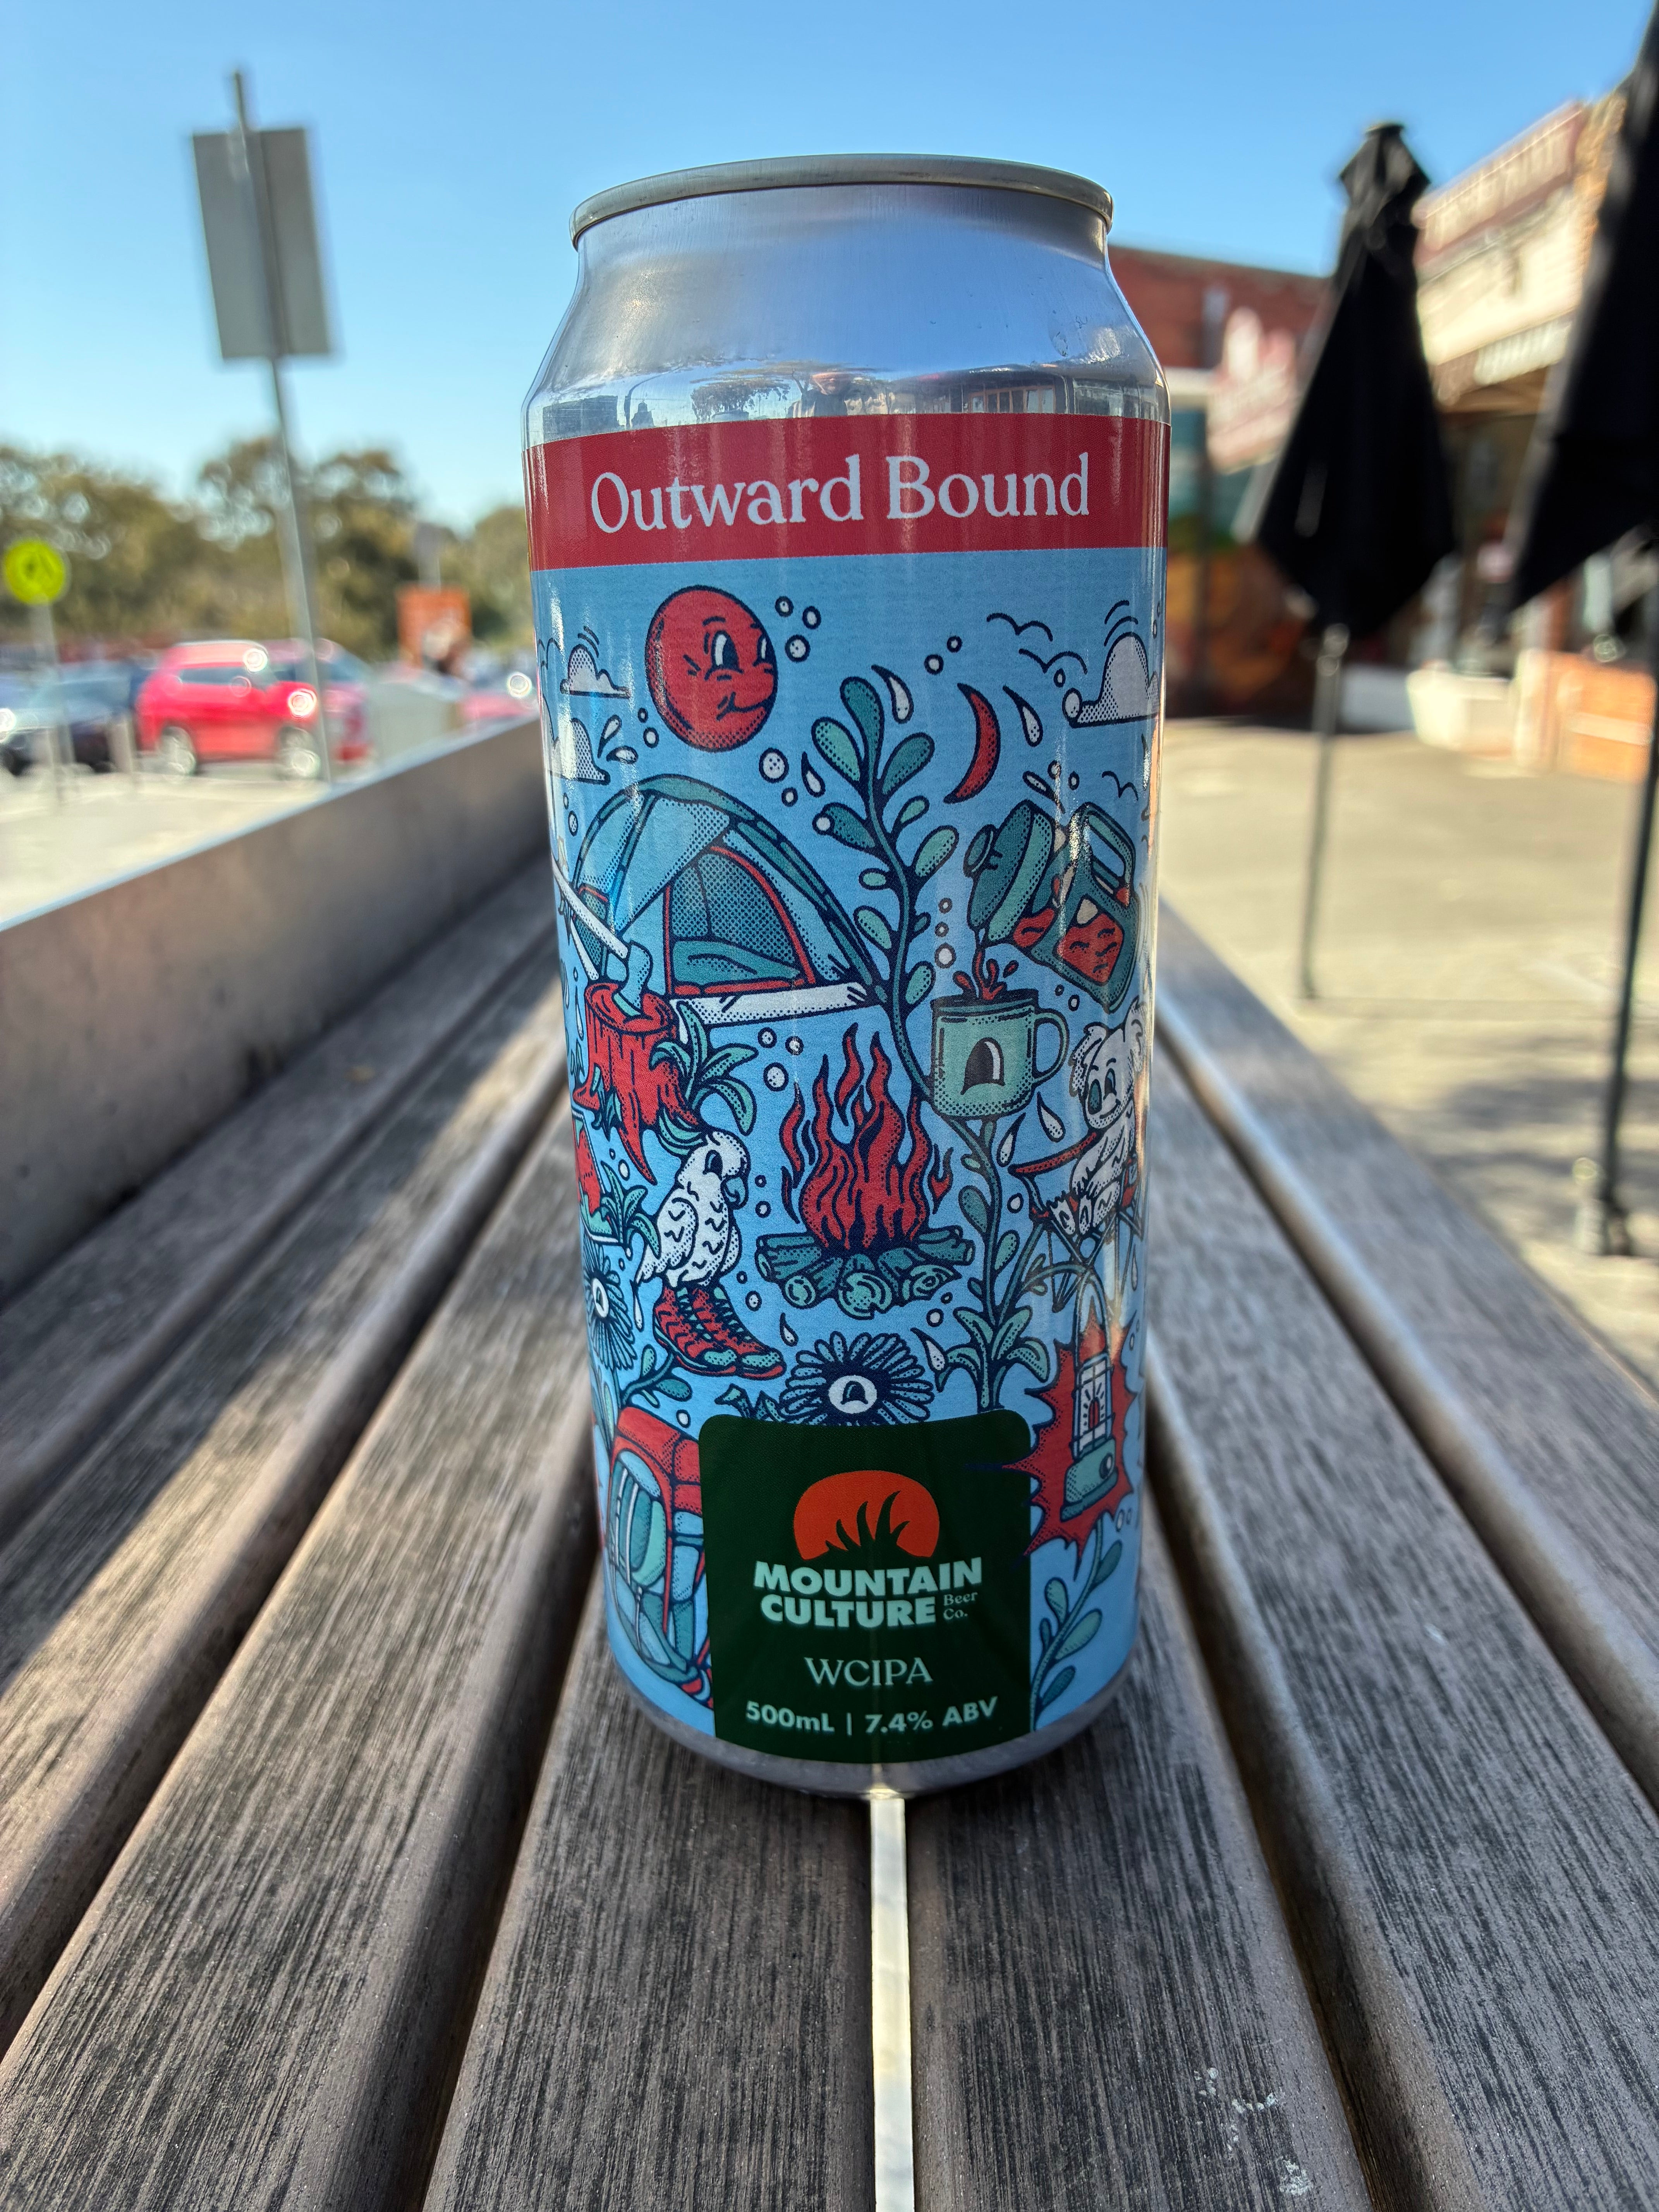 Outward Bound
MOUNTAIN
CULTURE Beer Co.
WCIPA
500mL | 7.4% ABV